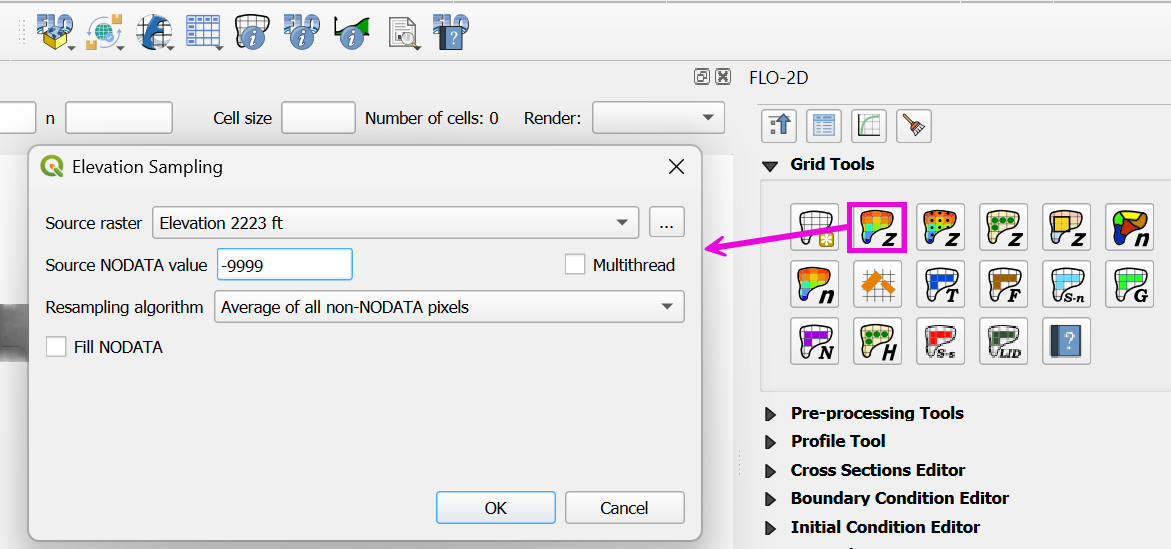 FLO-2D
n
Cell size
Number of cells: 0
Render:
Elevation Sampling
Grid Tools
Source raster
Elevation 2223 ft
...
Source NODATA value
-9999
Multithread
Resampling algorithm
Average of all non-NODATA pixels
Fill NODATA
z
z
z
z
n
n
T
F
S-n
G
N
H
S-s
LID
?
Pre-processing Tools
Profile Tool
Cross Sections Editor
Boundary Condition Editor
Initial Condition Editor
OK
Cancel